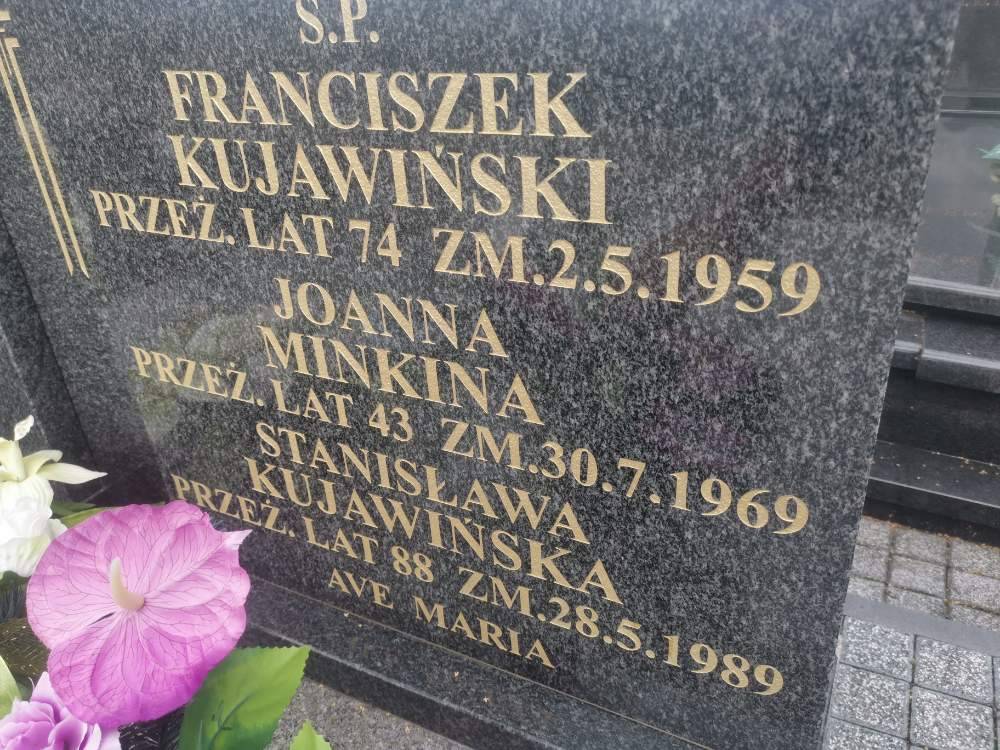 Ś.P.
FRANCISZEK
KUJAWIŃSKI
PRZEŻ. LAT 74 ZM.2.5.1959
JOANNA
MINKINA
PRZEŻ. LAT 43 ZM.30.7.1969
STANISŁAWA
KUJAWIŃSKA
PRZEŻ. LAT 88 ZM.28.5.1989
AVE MARIA